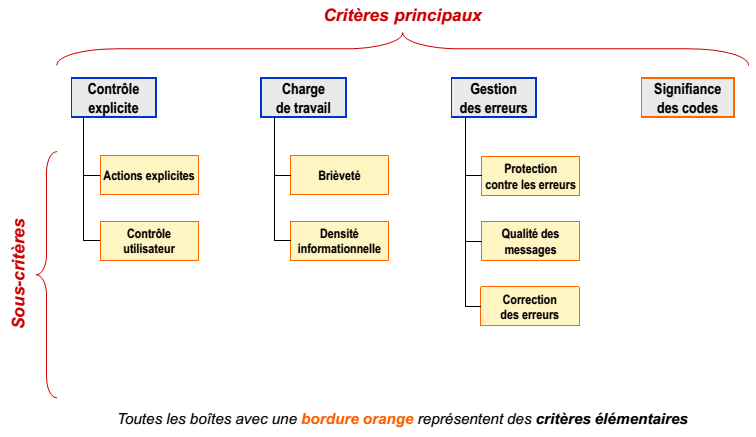 Critères principaux
Contrôle
explicite
Charge
de travail
Gestion
des erreurs
Signifiance
des codes
Sous-critères
Actions explicites
Contrôle
utilisateur
Brièveté
Densité
informationnelle
Protection
contre les erreurs
Qualité des
messages
Correction
des erreurs
Toutes les boîtes avec une bordure orange représentent des critères élémentaires